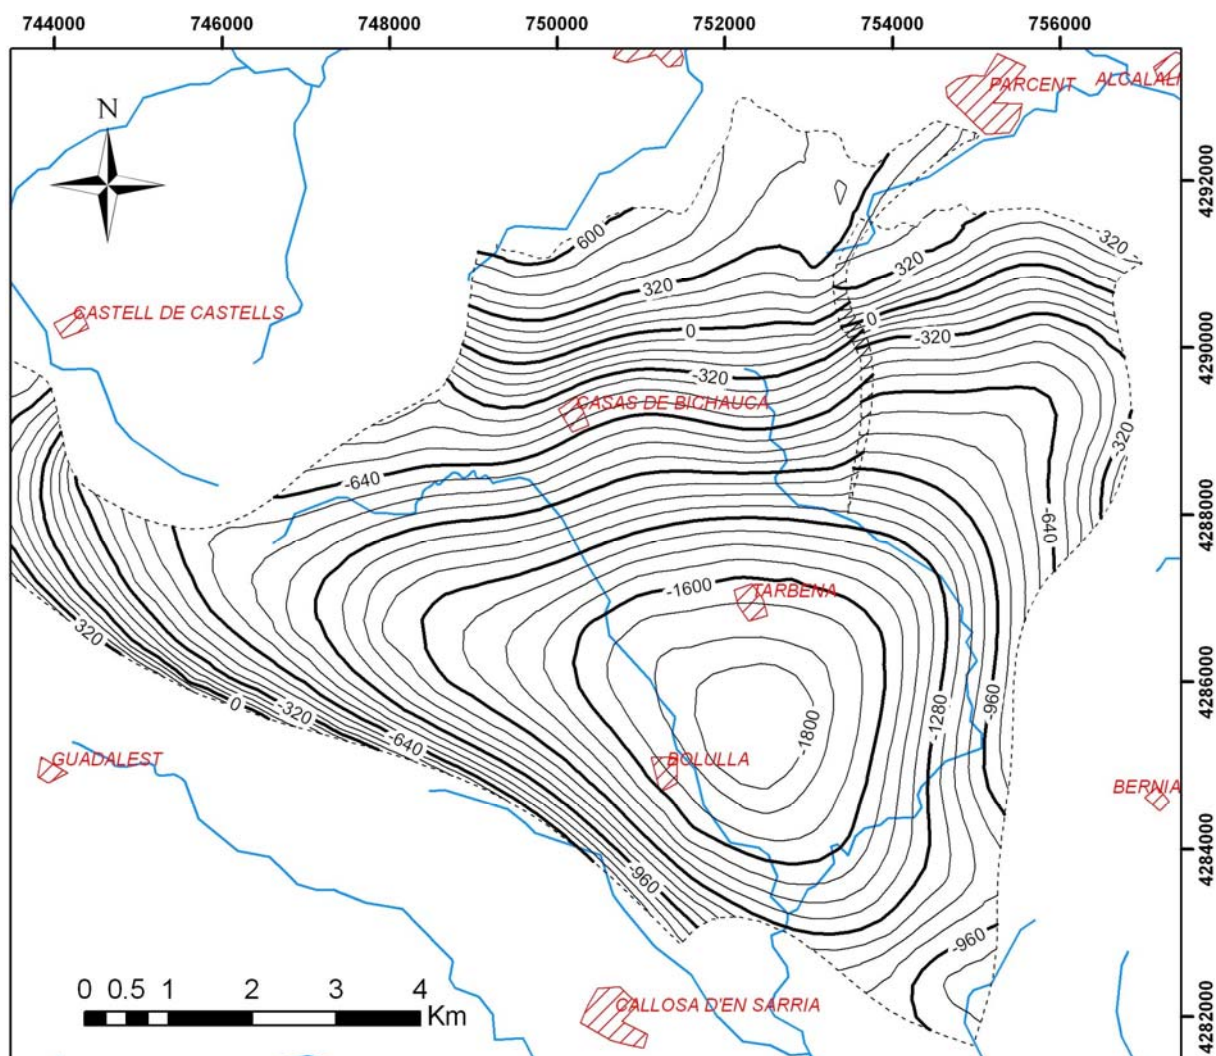 744000 746000 748000 750000 752000 754000 756000
PARCENT
ALCALALI
N
4292000
600
320
320
320
CASTELL DE CASTELLS
0
0
4290000
-320
-320
CASAS DE BICHAUCA
-320
-640
4288000
-640
-1600
TARBENA
320
4286000
0
-320
-640
-960
-1280
-1800
GUADALEST
BOLULLA
BERNIA
4284000
-960
-960
CALLOSA D'EN SARRIA
4282000
0 0.5 1 2 3 4
Km